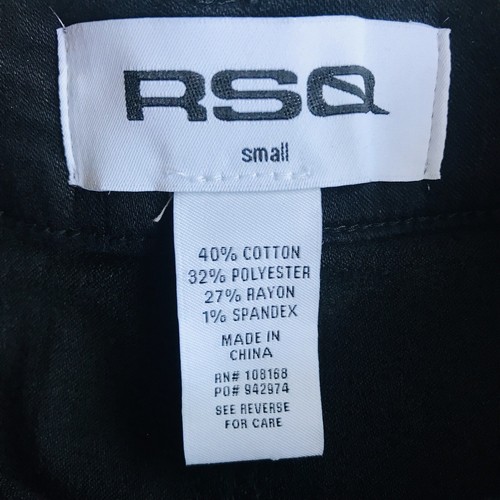 RSQ
small
40% COTTON
32% POLYESTER
27% RAYON
1% SPANDEX
MADE IN
CHINA
RN# 108168
PO# 942974
SEE REVERSE
FOR CARE